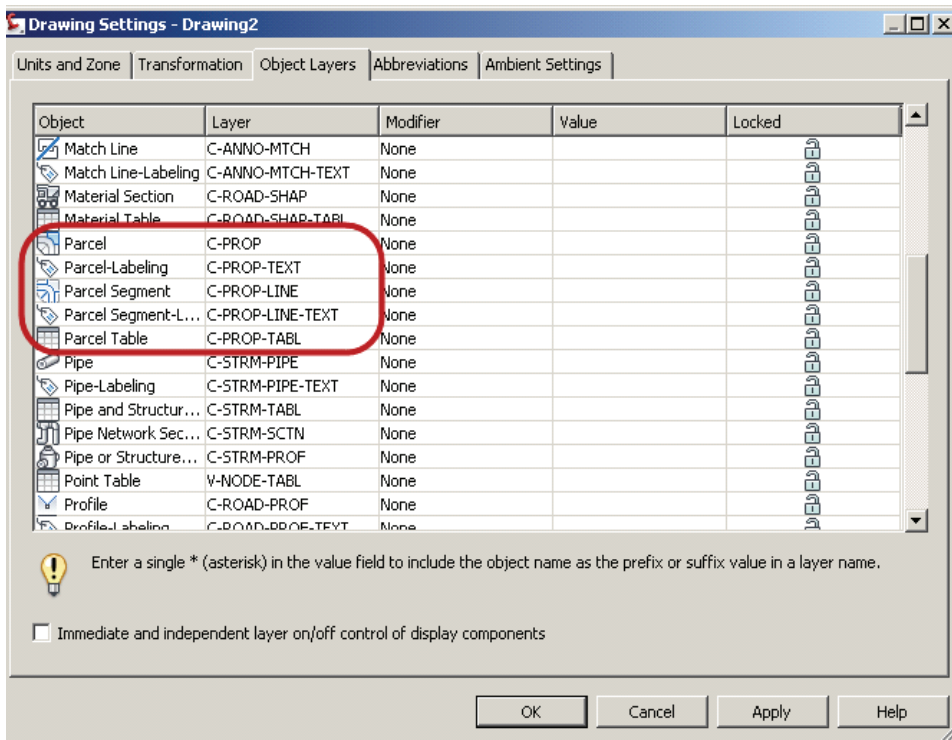 Drawing Settings - Drawing2
Units and Zone Transformation Object Layers Abbreviations Ambient Settings
Object Layer Modifier Value Locked
Match Line C-ANNO-MTCH None
Match Line-Labeling C-ANNO-MTCH-TEXT None
Material Section C-ROAD-SHAP None
Material Table C-ROAD-SHAP-TABL None
Parcel C-PROP None
Parcel-Labeling C-PROP-TEXT None
Parcel Segment C-PROP-LINE None
Parcel Segment-L... C-PROP-LINE-TEXT None
Parcel Table C-PROP-TABL None
Pipe C-STRM-PIPE None
Pipe-Labeling C-STRM-PIPE-TEXT None
Pipe and Structur... C-STRM-TABL None
Pipe Network Sec... C-STRM-SCTN None
Pipe or Structure... C-STRM-PROF None
Point Table V-NODE-TABL None
Profile C-ROAD-PROF None
Profile-Labeling C-ROAD-PROF-TEXT None
Enter a single * (asterisk) in the value field to include the object name as the prefix or suffix value in a layer name.
Immediate and independent layer on/off control of display components
OK Cancel Apply Help